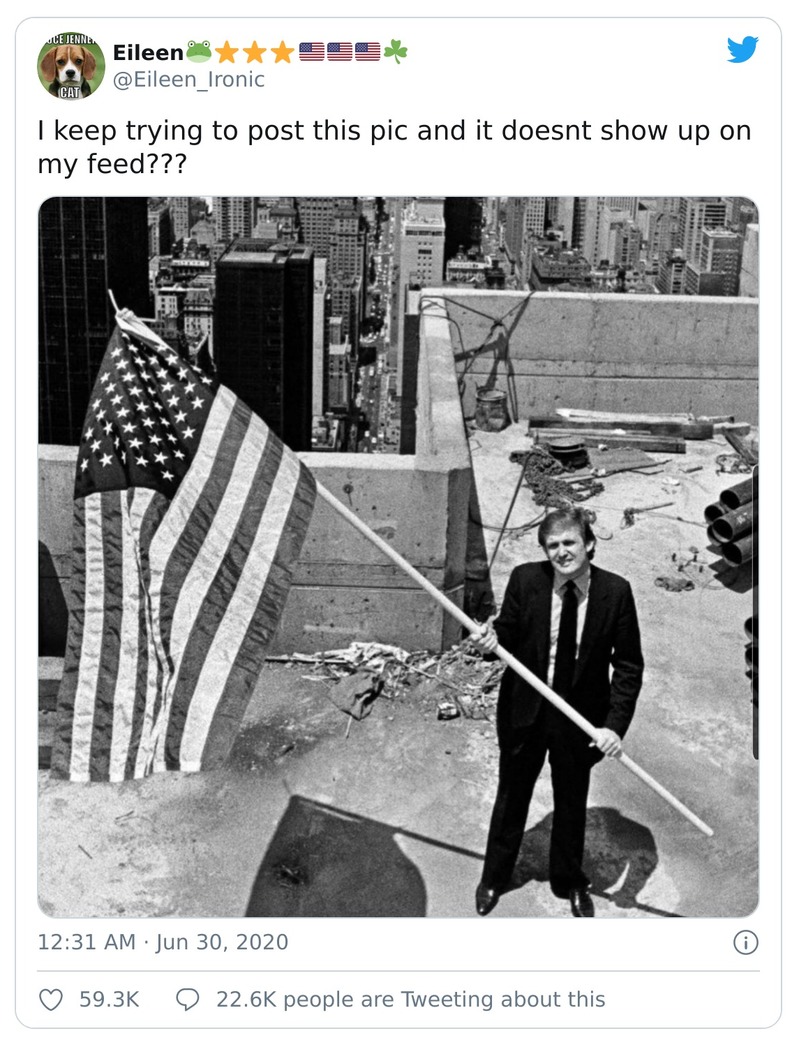 UCE JENNE
CAT
Eileen🐸⭐⭐⭐🇺🇸🇺🇸🇺🇸☘️
@Eileen_Ironic
I keep trying to post this pic and it doesnt show up on
my feed???
12:31 AM · Jun 30, 2020
59.3K 22.6K people are Tweeting about this